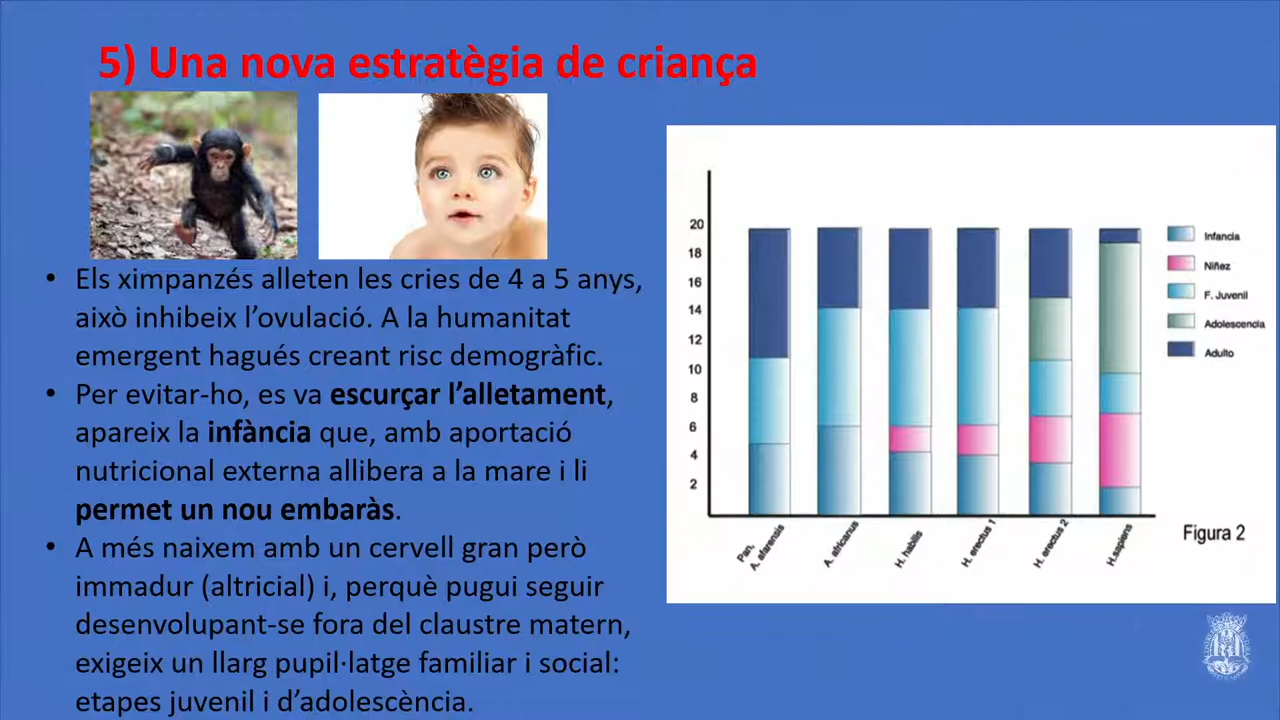 5) Una nova estratègia de criança
• Els ximpanzés alleten les cries de 4 a 5 anys,
això inhibeix l’ovulació. A la humanitat
emergent hagués creant risc demogràfic.
• Per evitar-ho, es va escurçar l’alletament,
apareix la infància que, amb aportació
nutricional externa allibera a la mare i li
permet un nou embaràs.
• A més naixem amb un cervell gran però
immadur (altricial) i, perquè pugui seguir
desenvolupant-se fora del claustre matern,
exigeix un llarg pupil·latge familiar i social:
etapes juvenil i d’adolescència.
20
18
16
14
12
10
8
6
4
2
Pan,
A. afarensis
A. africanus
H. habilis
H. erectus 1
H. erectus 2
H.sapiens
Infancia
Niñez
F. Juvenil
Adolescencia
Adulto
Figura 2